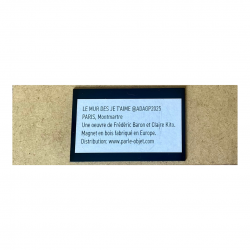 LE MUR DES JE T'AIME @ADAGP2025
PARIS, Montmartre
Une oeuvre de Frédéric Baron et Claire Kito.
Magnet en bois fabriqué en Europe.
Distribution: www.porte-objet.com